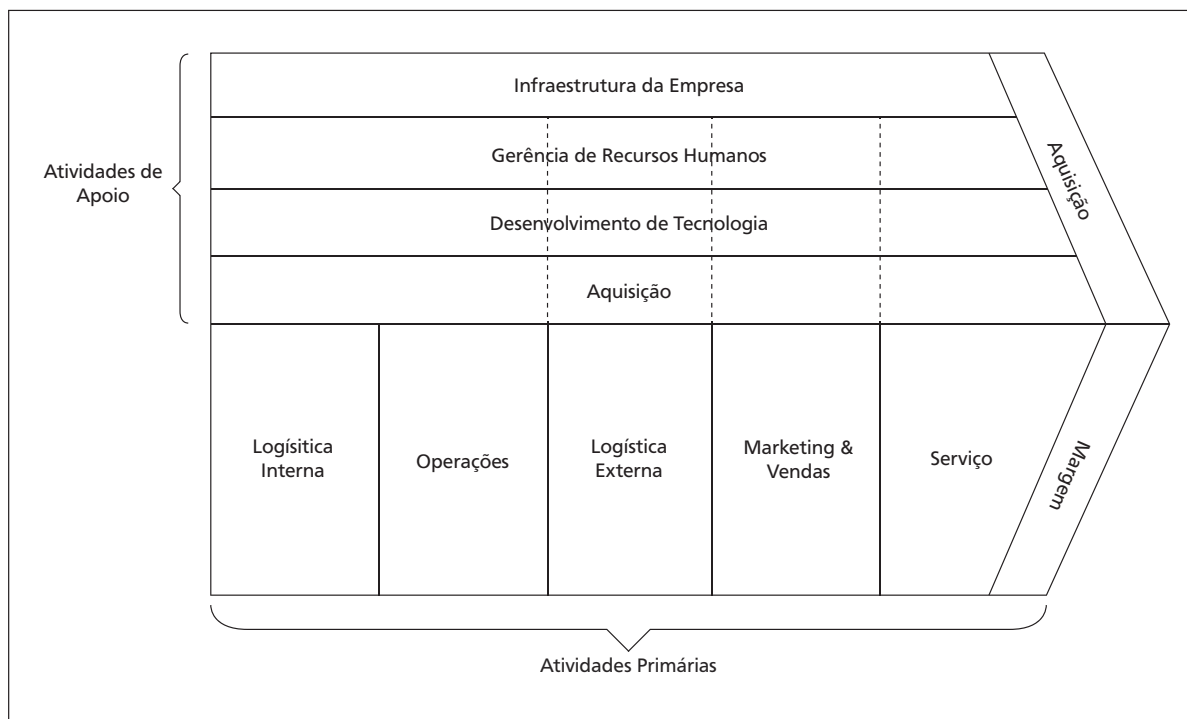 Infraestrutura da Empresa
Gerência de Recursos Humanos
Atividades de
Apoio
Desenvolvimento de Tecnologia
Aquisição
Aquisição
Logísitica
Interna
Operações
Logística
Externa
Marketing &
Vendas
Serviço
Margem
Atividades Primárias